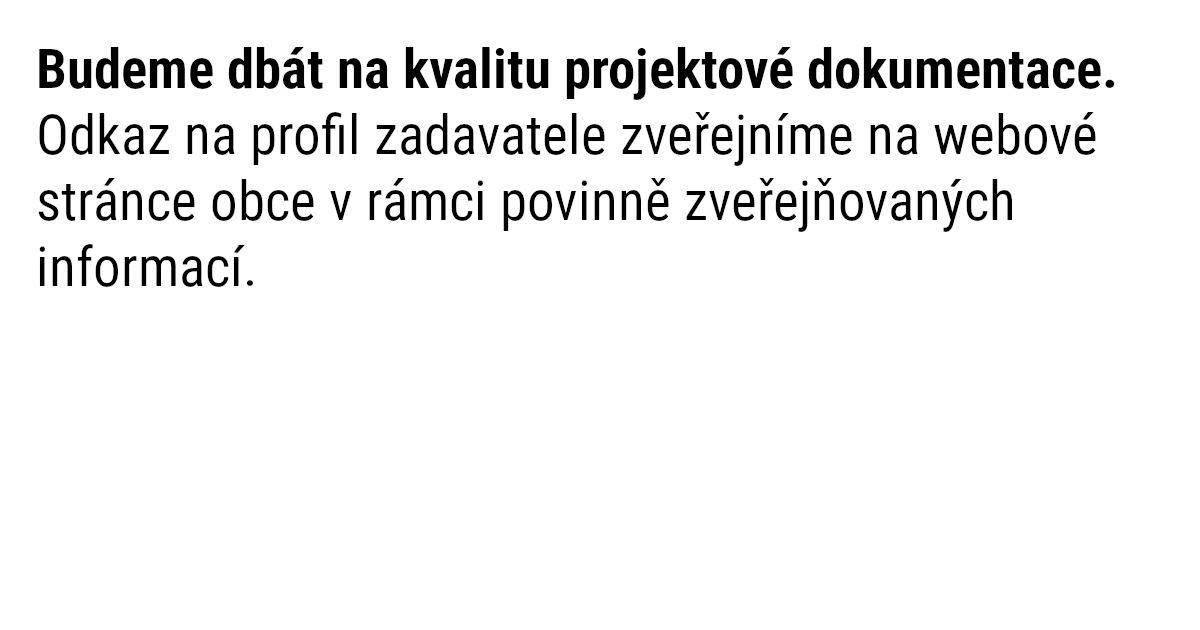 Budeme dbát na kvalitu projektové dokumentace.
Odkaz na profil zadavatele zveřejníme na webové
stránce obce v rámci povinně zveřejňovaných
informací.